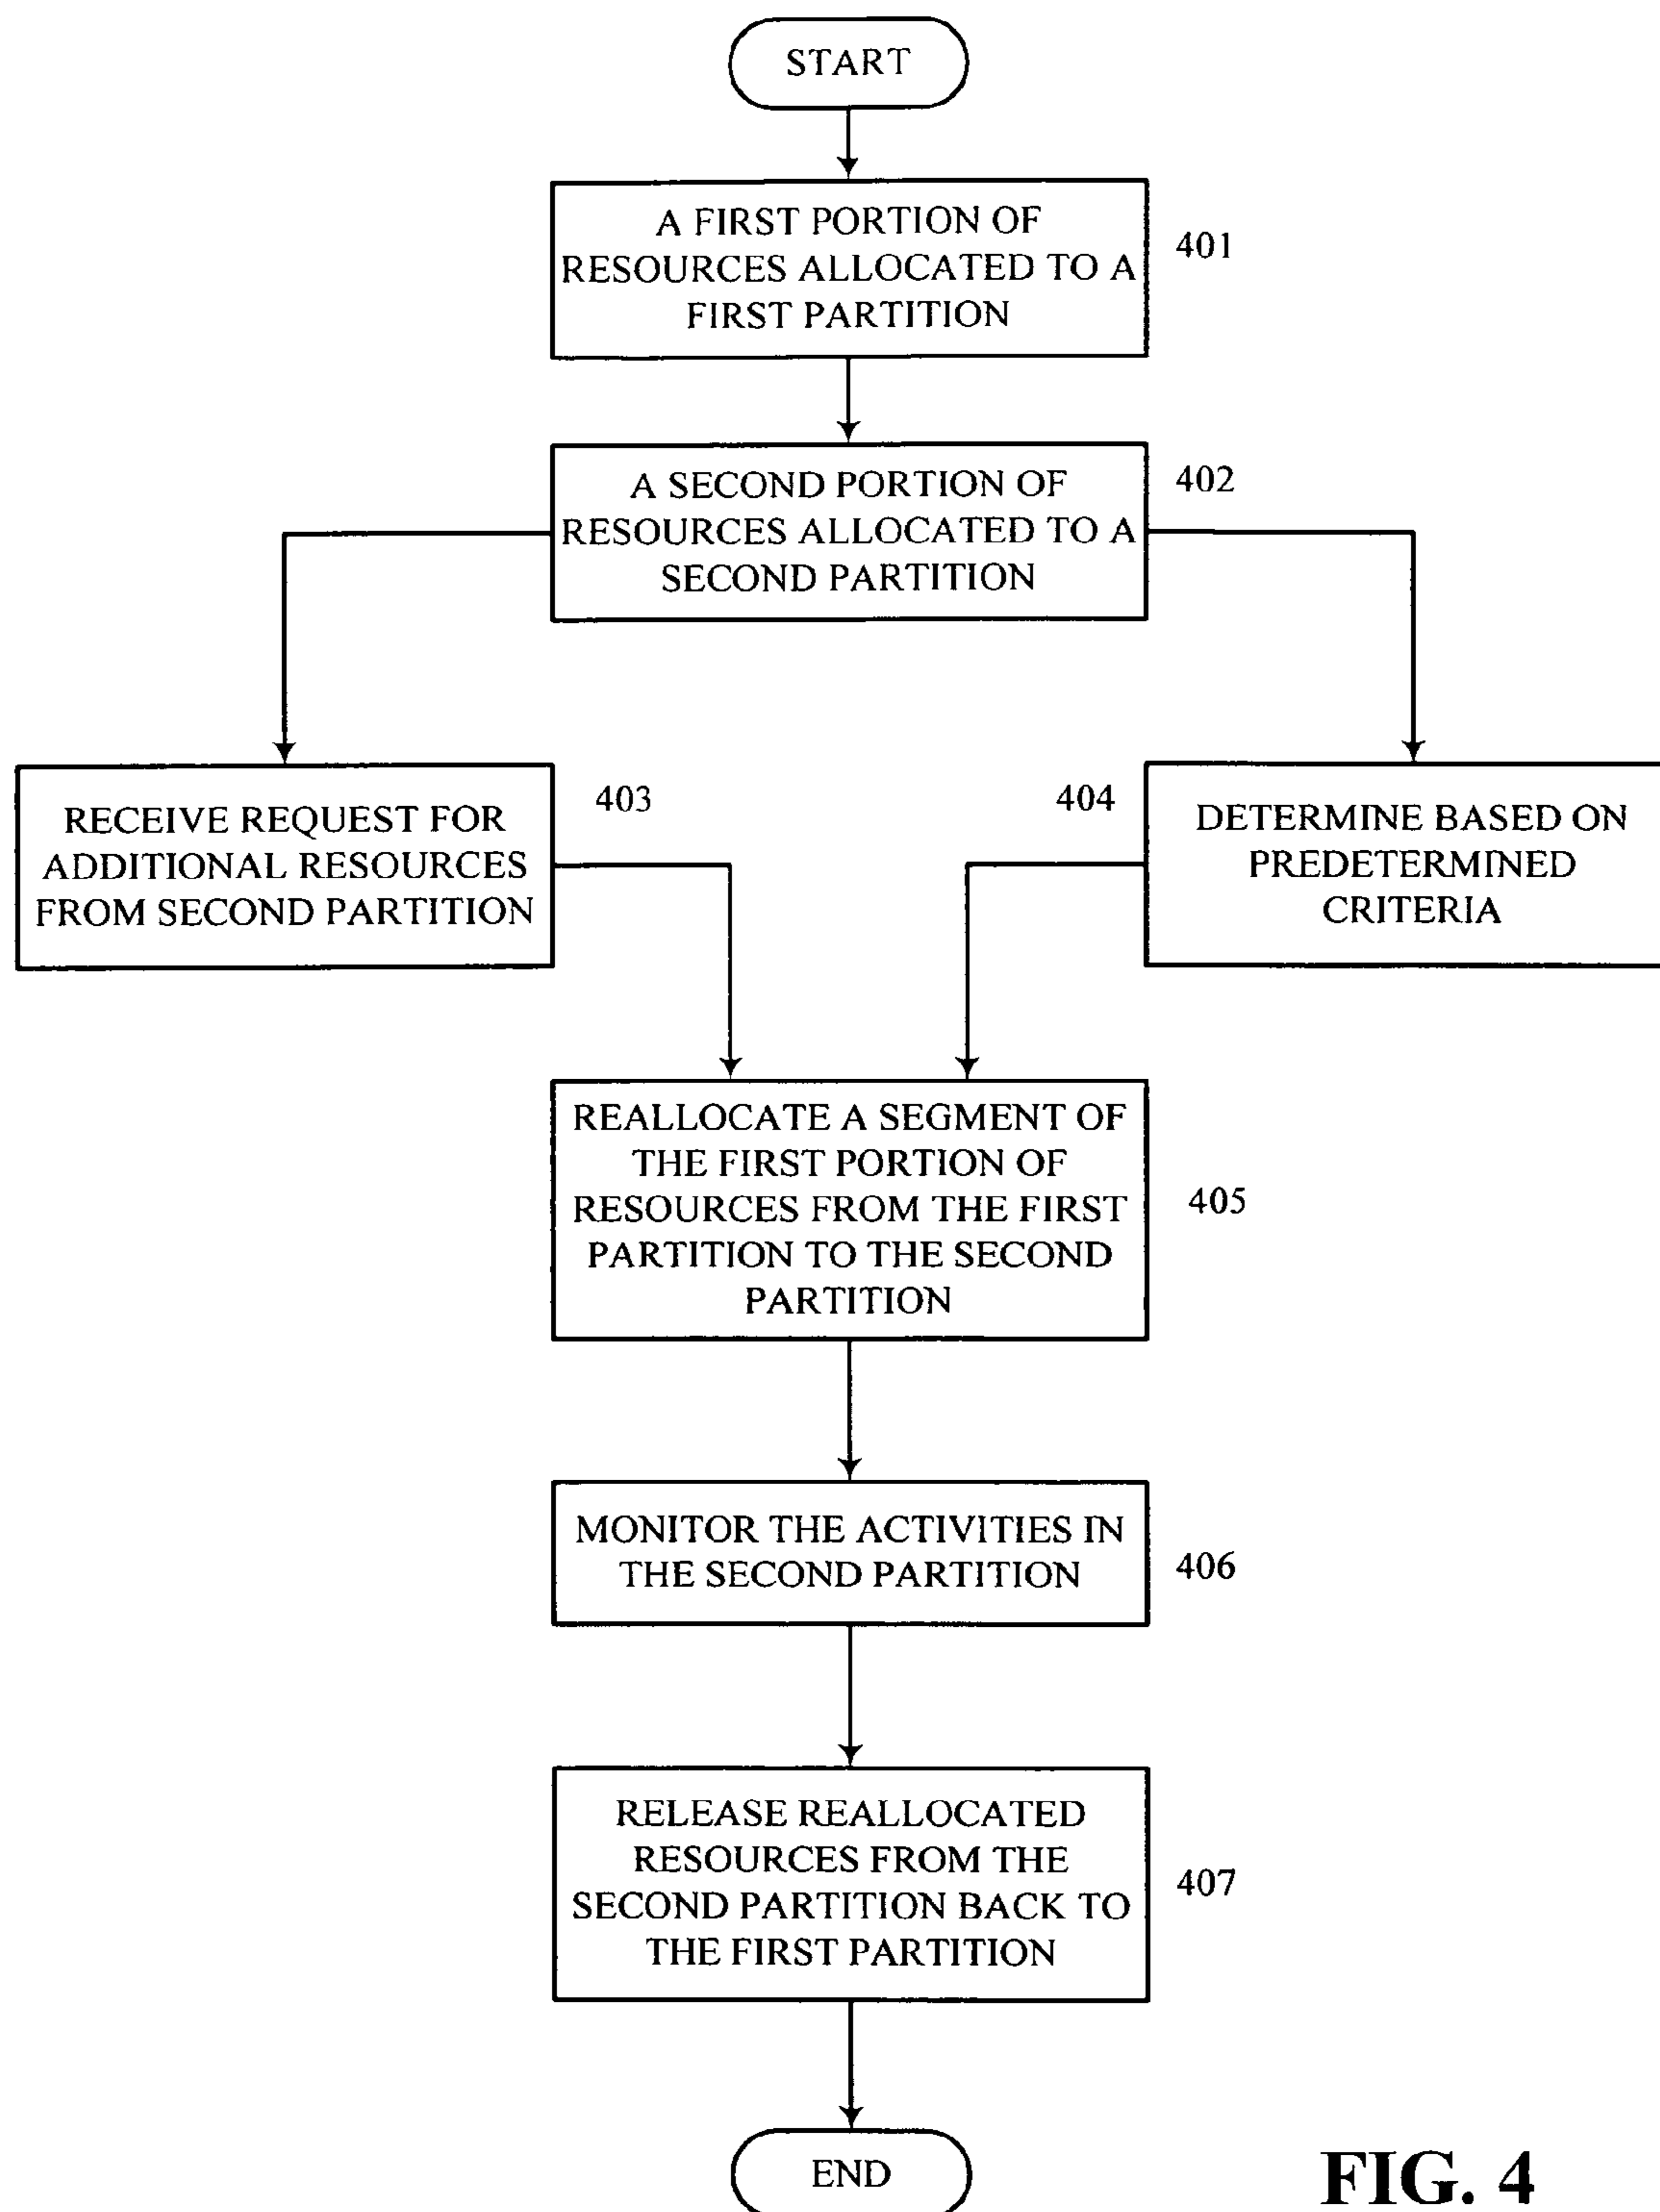 START
A FIRST PORTION OF
RESOURCES ALLOCATED TO A
FIRST PARTITION
401
A SECOND PORTION OF
RESOURCES ALLOCATED TO A
SECOND PARTITION
402
RECEIVE REQUEST FOR
ADDITIONAL RESOURCES
FROM SECOND PARTITION
403
404
DETERMINE BASED ON
PREDETERMINED
CRITERIA
REALLOCATE A SEGMENT OF
THE FIRST PORTION OF
RESOURCES FROM THE FIRST
PARTITION TO THE SECOND
PARTITION
405
MONITOR THE ACTIVITIES IN
THE SECOND PARTITION
406
RELEASE REALLOCATED
RESOURCES FROM THE
SECOND PARTITION BACK TO
THE FIRST PARTITION
407
END
FIG. 4